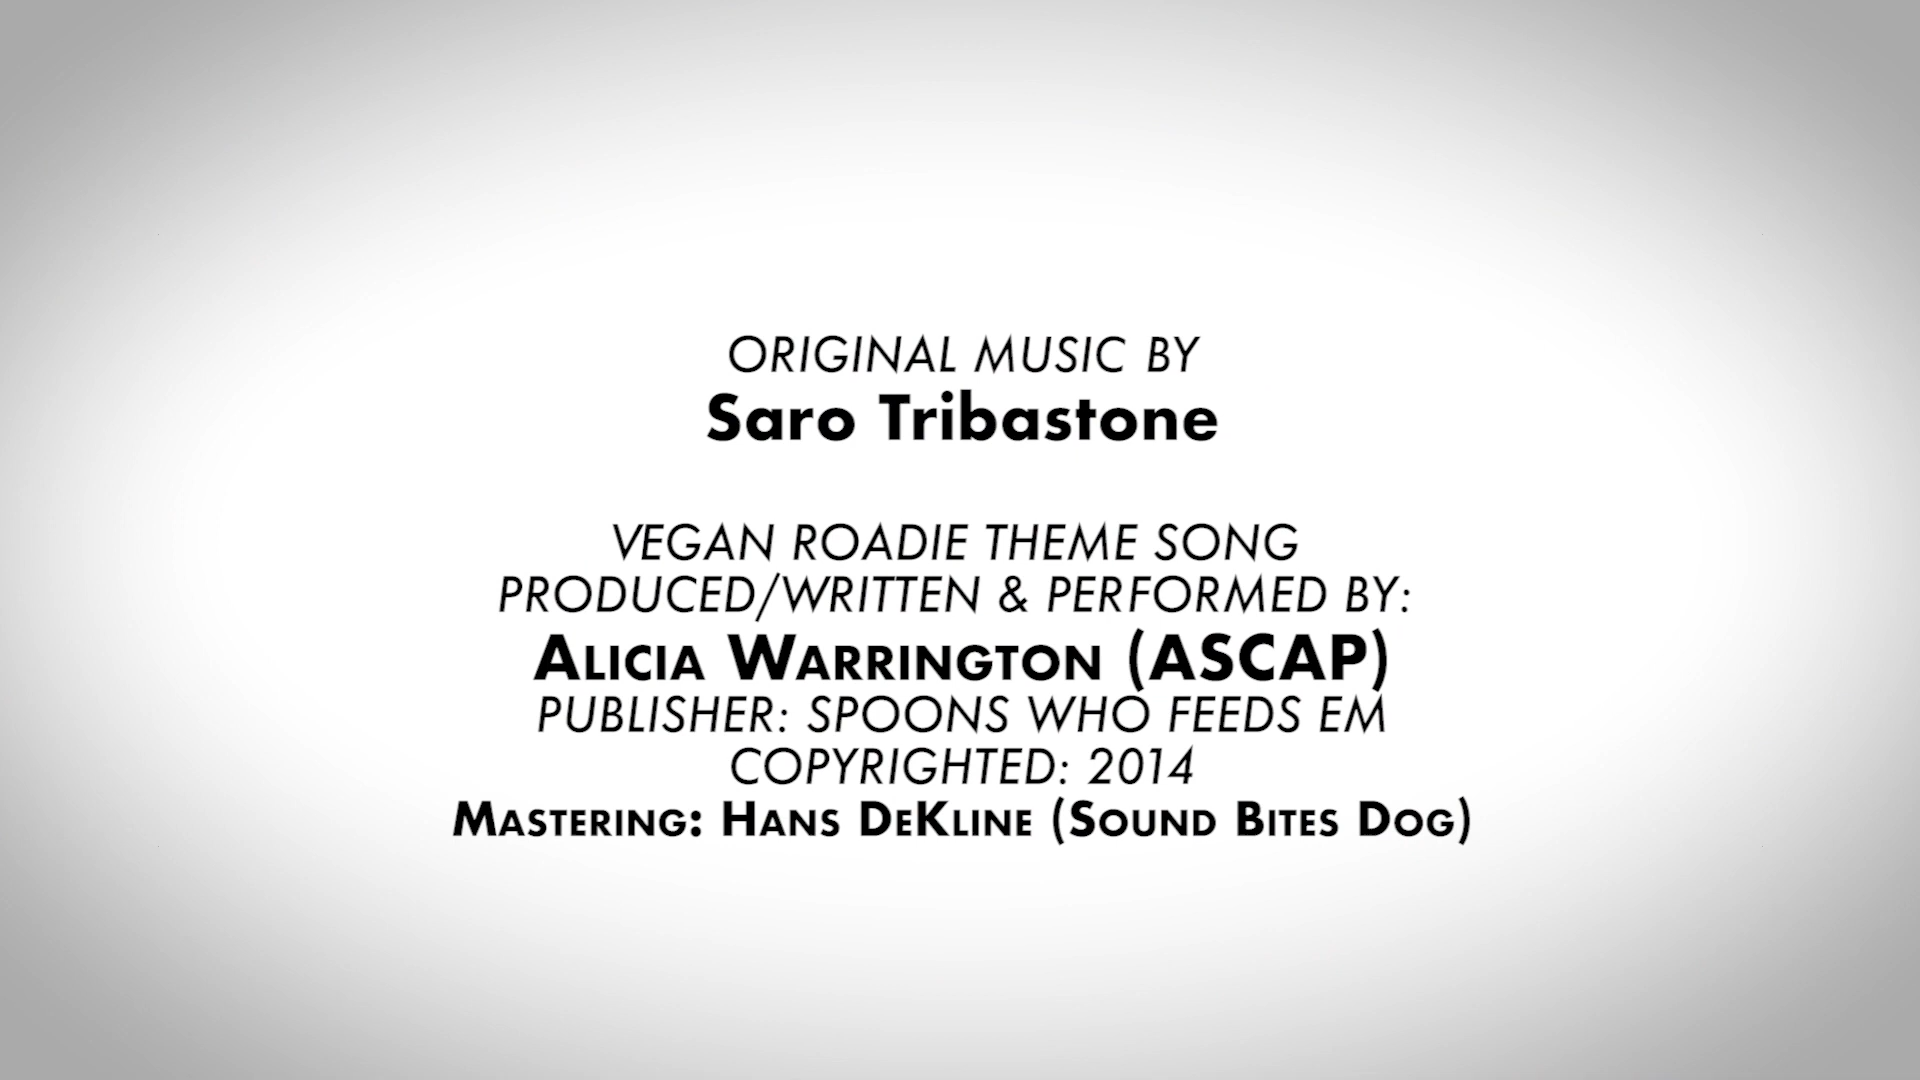 ORIGINAL MUSIC BY
Saro Tribastone
VEGAN ROADIE THEME SONG
PRODUCED/WRITTEN & PERFORMED BY:
ALICIA WARRINGTON (ASCAP)
PUBLISHER: SPOONS WHO FEEDS EM
COPYRIGHTED: 2014
MASTERING: HANS DEKLINE (SOUND BITES DOG)